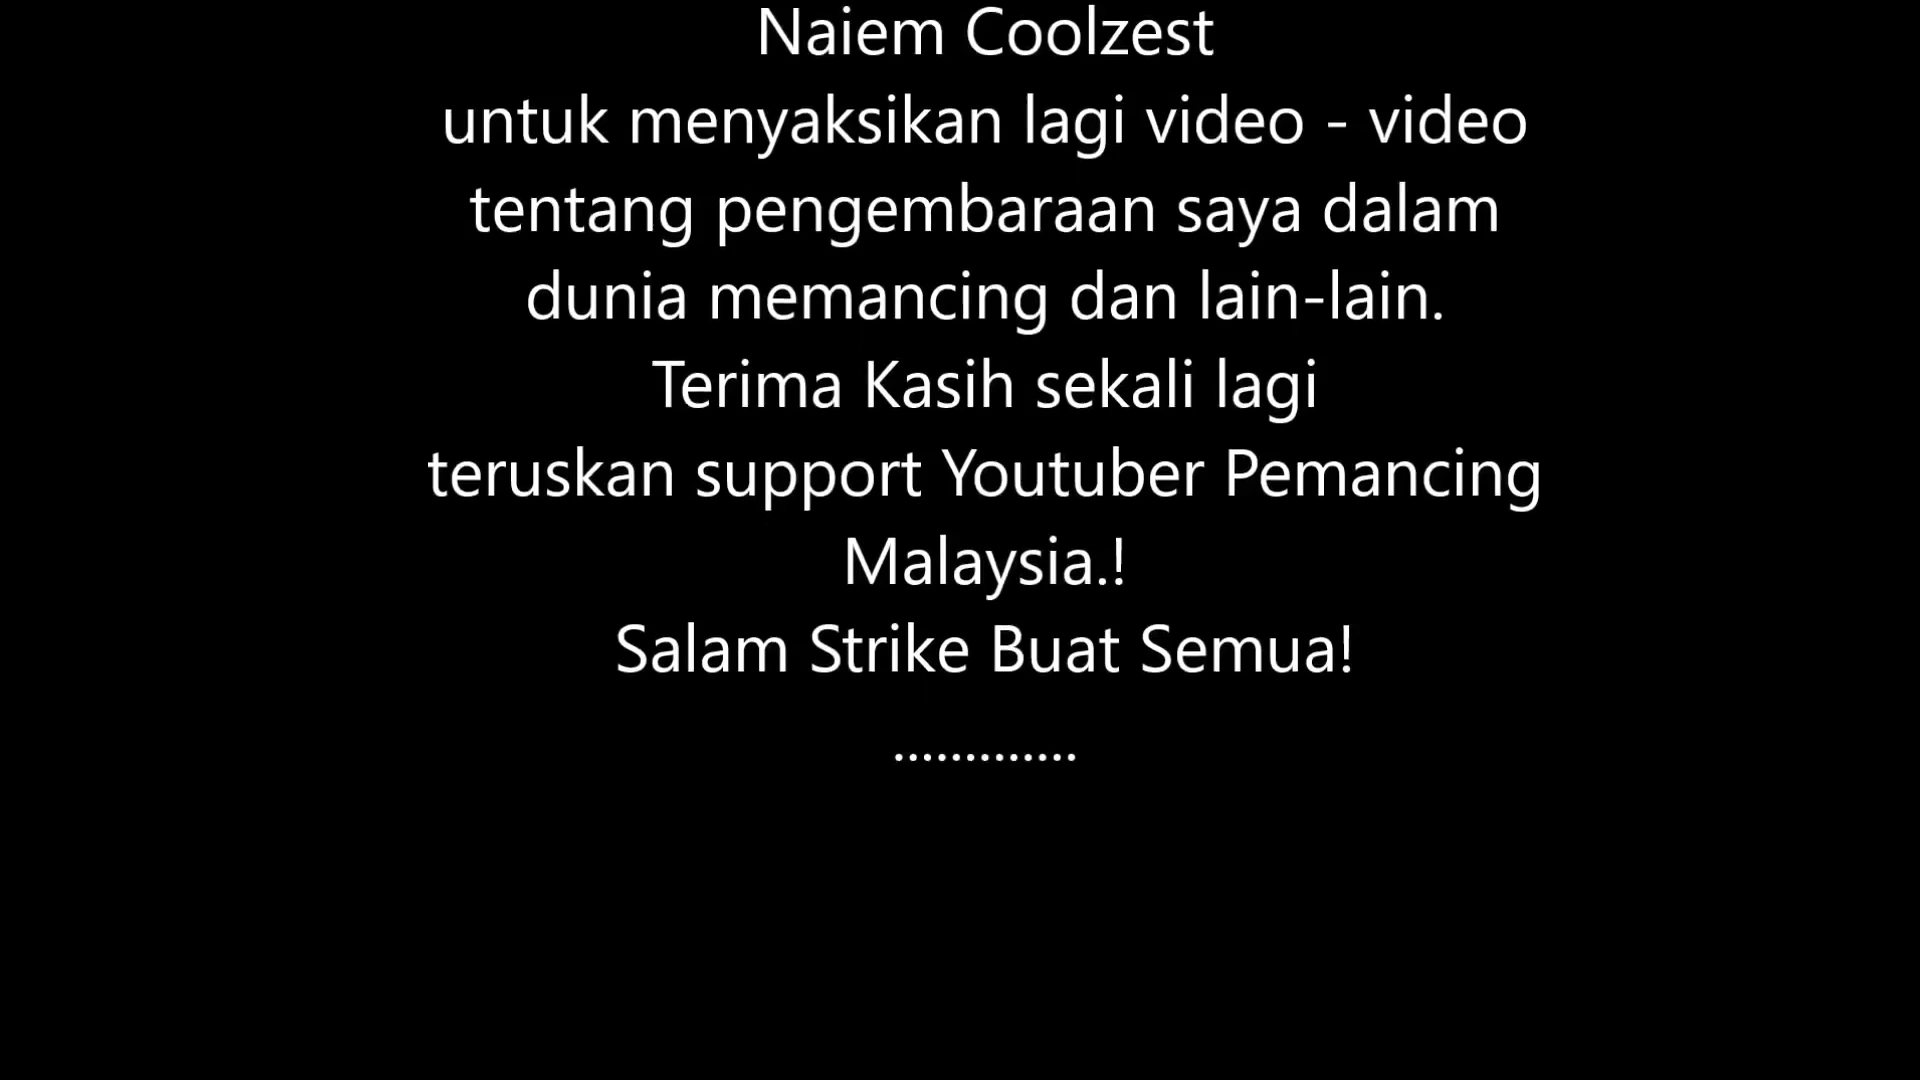 Naiem Coolzest
untuk menyaksikan lagi video - video
tentang pengembaraan saya dalam
dunia memancing dan lain-lain.
Terima Kasih sekali lagi
teruskan support Youtuber Pemancing
Malaysia.!
Salam Strike Buat Semua!
.............